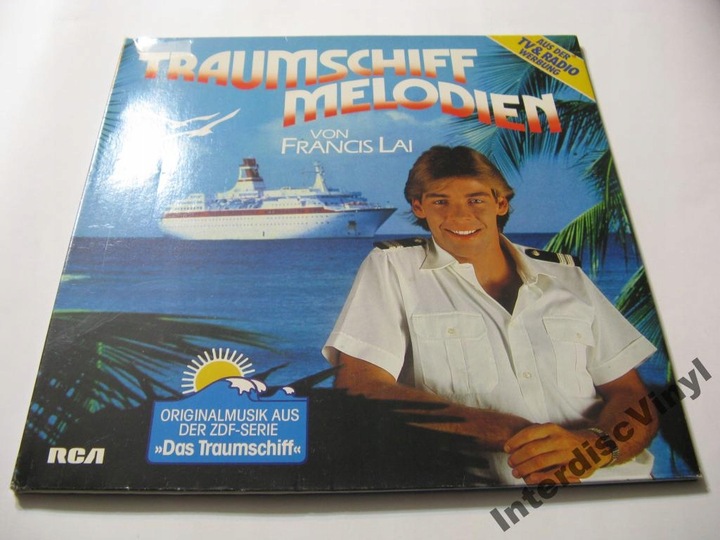 TRAUMSCHIFF
MELODIEN
VON
FRANCIS LAI
AUS DER
TV & RADIO
WERBUNG
ORIGINALMUSIK AUS
DER ZDF-SERIE
»Das Traumschiff«
RCA
InterdiscVinyl